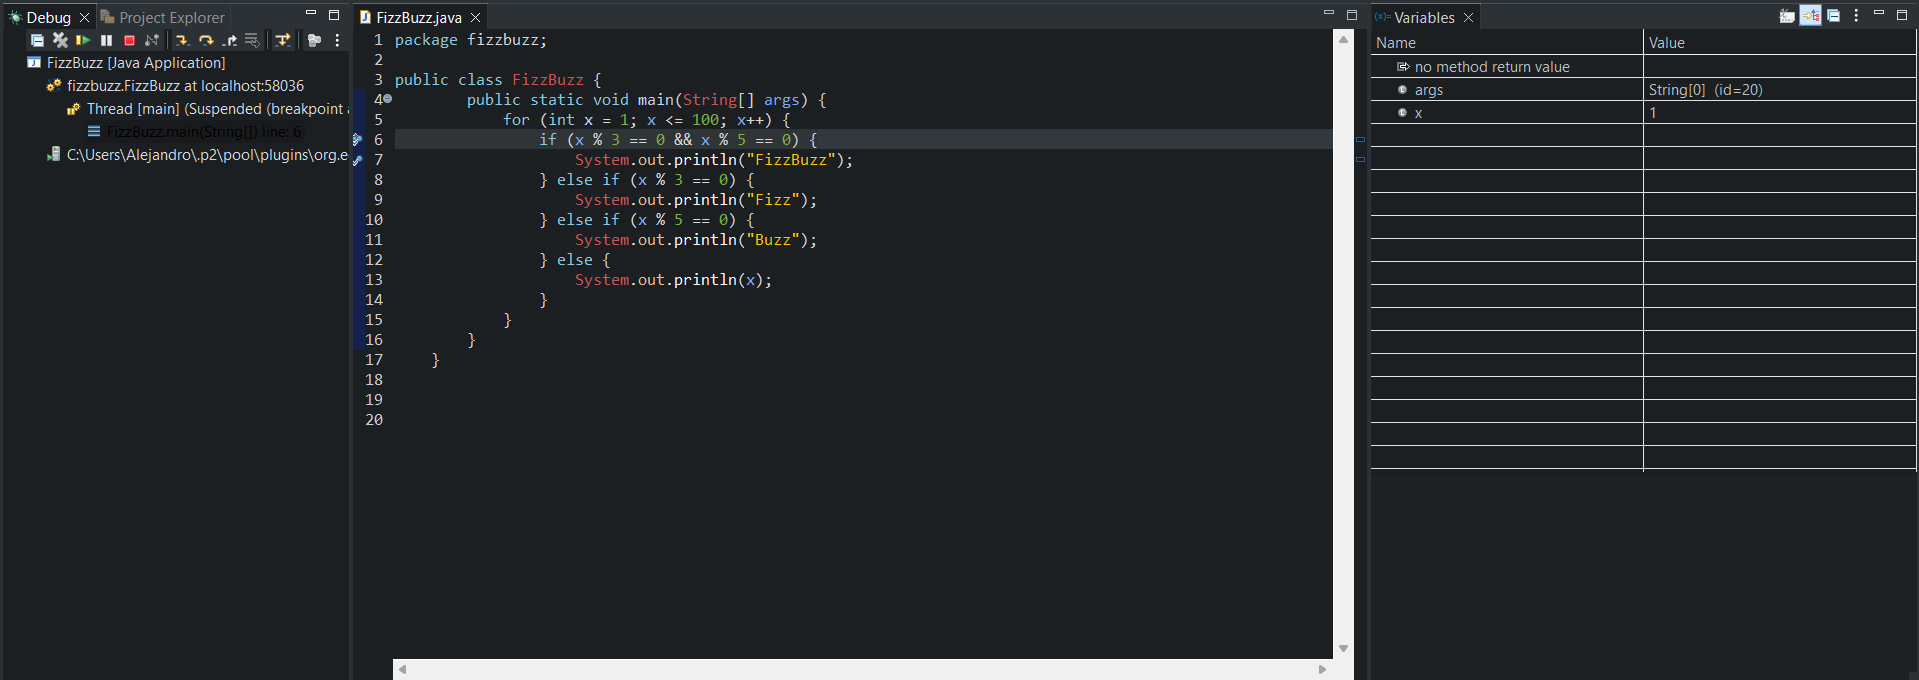 Debug
Project Explorer
FizzBuzz [Java Application]
fizzbuzz.FizzBuzz at localhost:58036
Thread [main] (Suspended (breakpoint a
FizzBuzz.main(String[]) line: 6
C:\Users\Alejandro\.p2\pool\plugins\org.e
FizzBuzz.java
1 package fizzbuzz;
2
3 public class FizzBuzz {
4 public static void main(String[] args) {
5 for (int x = 1; x <= 100; x++) {
6 if (x % 3 == 0 && x % 5 == 0) {
7 System.out.println("FizzBuzz");
8 } else if (x % 3 == 0) {
9 System.out.println("Fizz");
10 } else if (x % 5 == 0) {
11 System.out.println("Buzz");
12 } else {
13 System.out.println(x);
14 }
15 }
16 }
17 }
18
19
20
(x)= Variables
Name Value
no method return value
args String[0] (id=20)
x 1